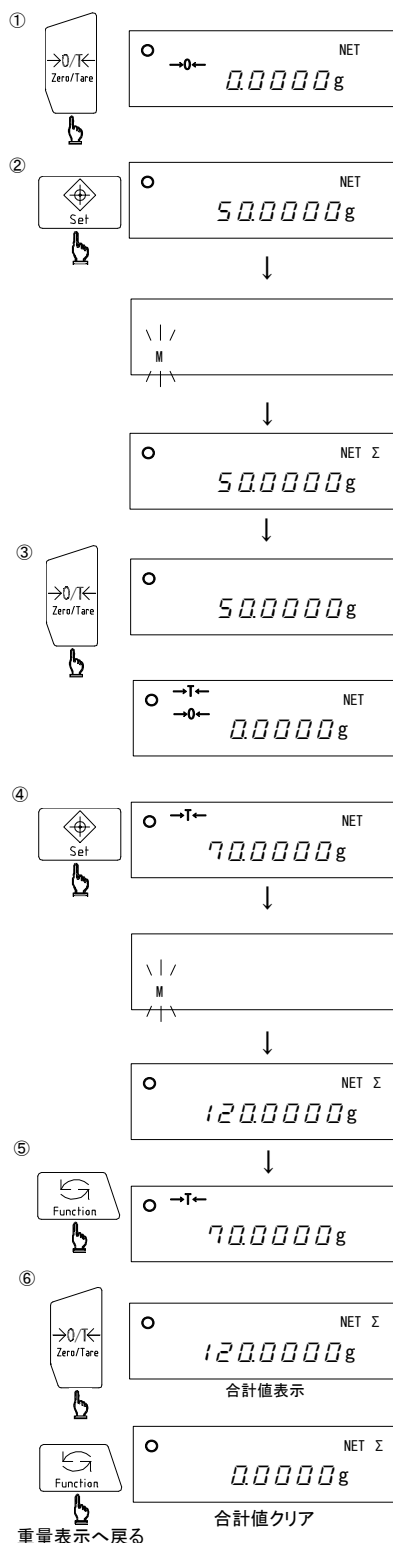 ①
→0/T←
Zero/Tare
NET
→0←
0.0000g
②
Set
NET
50.0000g
↓
M
↓
NET Σ
50.0000g
↓
③
→0/T←
Zero/Tare
50.0000g
→T←
→0←
NET
0.0000g
④
Set
→T←
NET
70.0000g
↓
M
↓
NET Σ
120.0000g
↓
⑤
Function
→T←
70.0000g
⑥
→0/T←
Zero/Tare
NET Σ
120.0000g
合計値表示
Function
NET Σ
0.0000g
合計値クリア
重量表示へ戻る